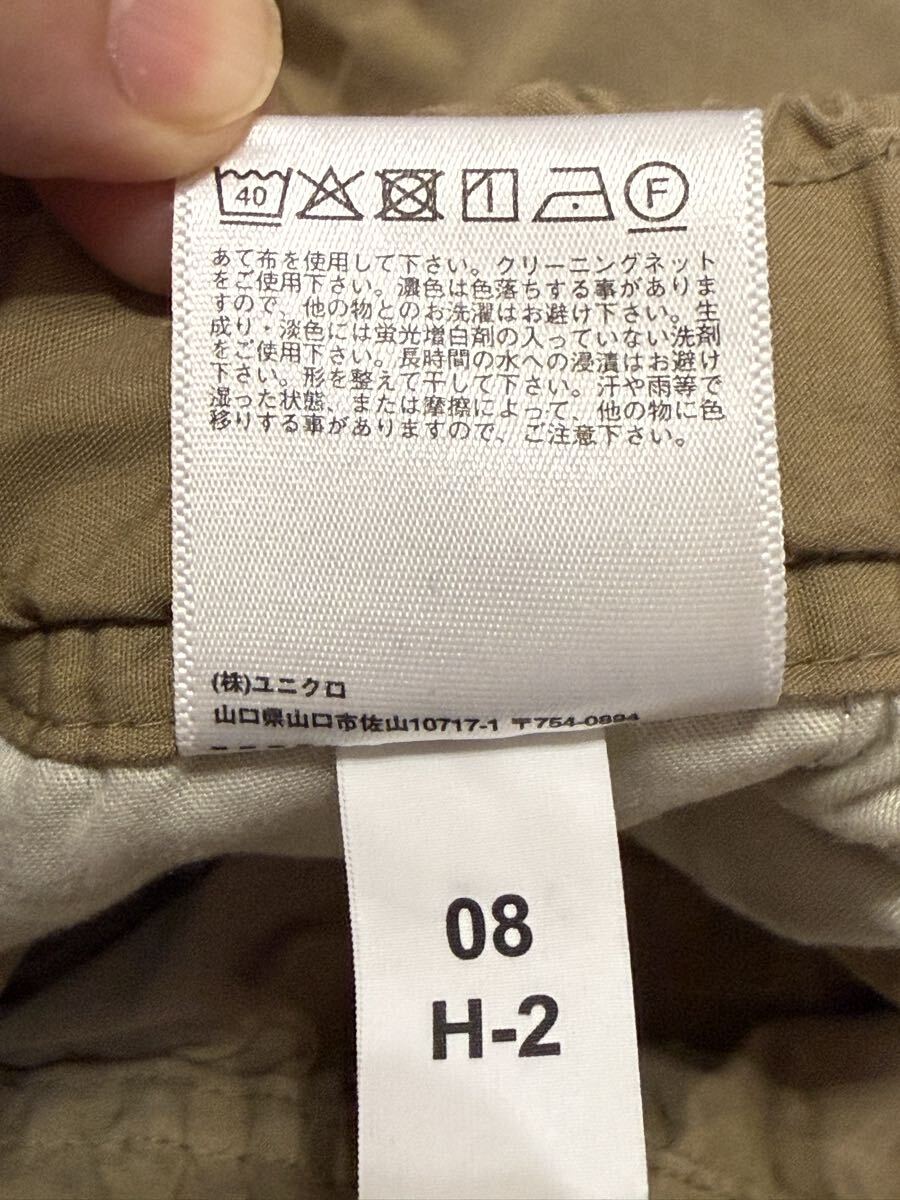 40 F
あて布を使用して下さい。クリーニングネット
をご使用下さい。濃色は色落ちする事がありま
すので、他の物とのお洗濯はお避け下さい。生
成り・淡色には蛍光増白剤の入っていない洗剤
をご使用下さい。長時間の水への浸漬はお避け
下さい。形を整えて干して下さい。汗や雨等で
湿った状態、または摩擦によって、他の物に色
移りする事がありますので、ご注意下さい。
(株)ユニクロ
山口県山口市佐山10717-1 〒754-0894
08
H-2